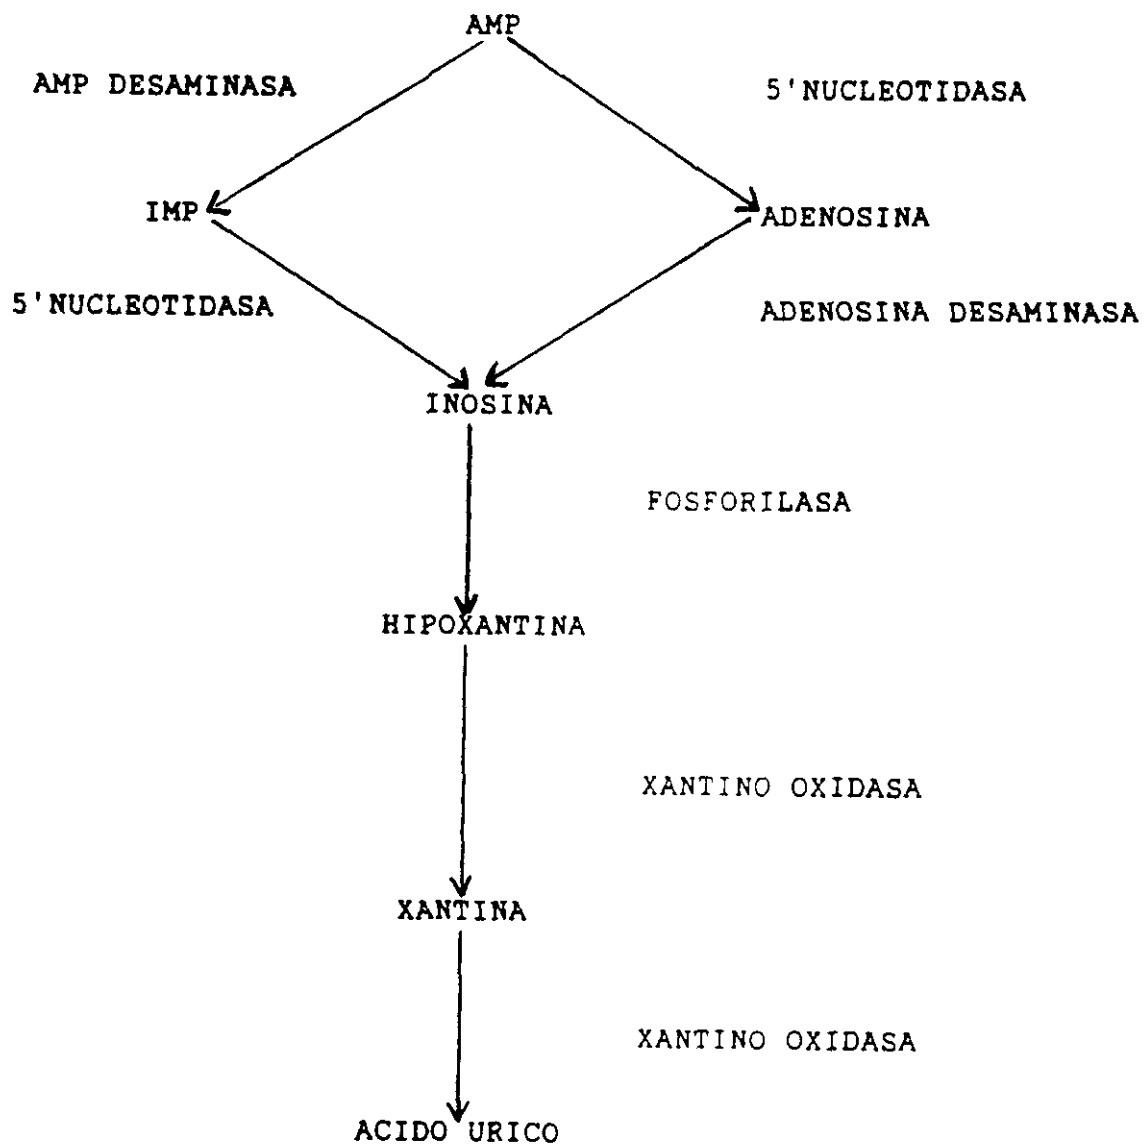 AMP
AMP DESAMINASA
5'NUCLEOTIDASA
IMP
ADENOSINA
5'NUCLEOTIDASA
ADENOSINA DESAMINASA
INOSINA
FOSFORILASA
HIPOXANTINA
XANTINO OXIDASA
XANTINA
XANTINO OXIDASA
ACIDO URICO